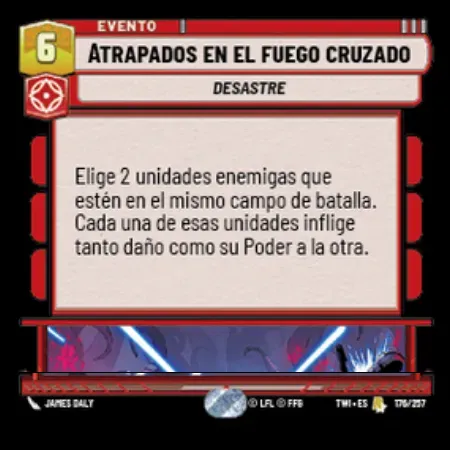 EVENTO
6
ATRAPADOS EN EL FUEGO CRUZADO
DESASTRE
Elige 2 unidades enemigas que
estén en el mismo campo de batalla.
Cada una de esas unidades inflige
tanto daño como su Poder a la otra.
JAMES DALY
© LFL © FFG
TWI • ES
176/257